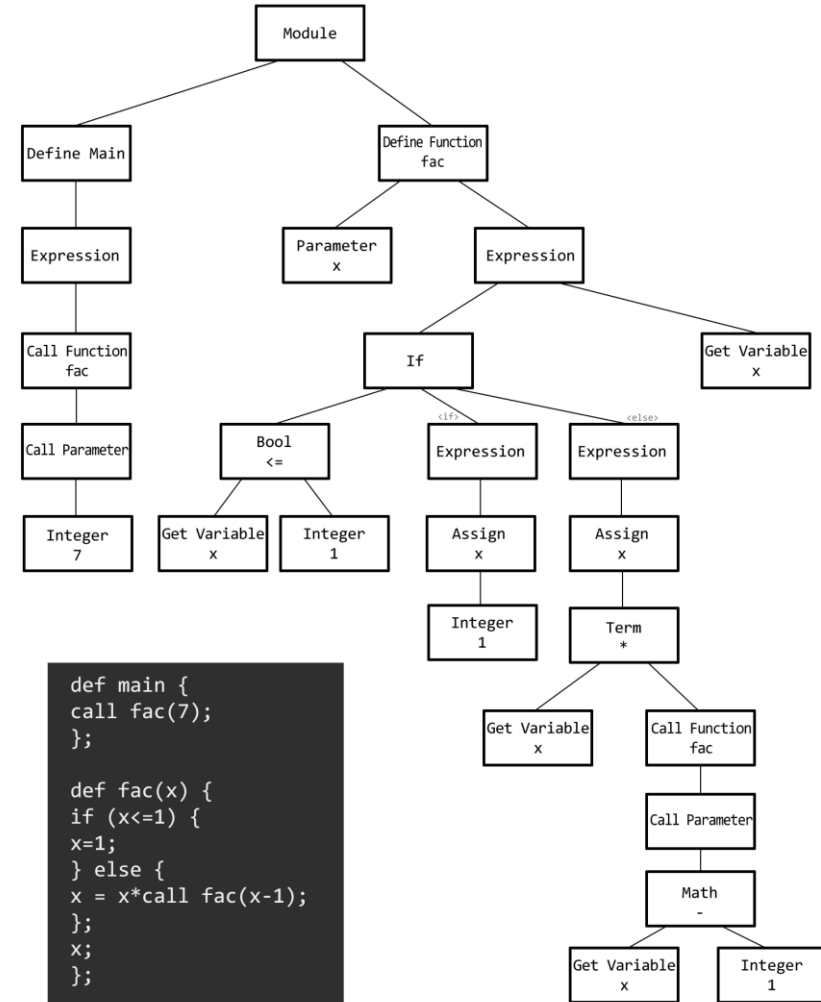 Module
Define Main
Define Function
fac
Expression
Parameter
x
Expression
Call Function
fac
If
Get Variable
x
<if>
<else>
Call Parameter
Bool
<=
Expression
Expression
Integer
7
Get Variable
x
Integer
1
Assign
x
Assign
x
Integer
1
Term
*
Get Variable
x
Call Function
fac
Call Parameter
Math
-
Get Variable
x
Integer
1
def main {
call fac(7);
};
def fac(x) {
if (x<=1) {
x=1;
} else {
x = x*call fac(x-1);
};
x;
};